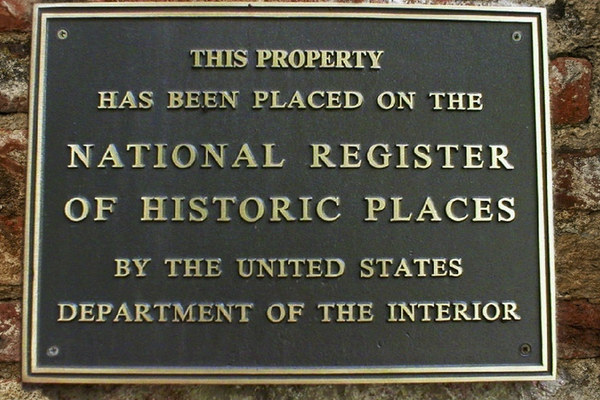 THIS PROPERTY
HAS BEEN PLACED ON THE
NATIONAL REGISTER
OF HISTORIC PLACES
BY THE UNITED STATES
DEPARTMENT OF THE INTERIOR